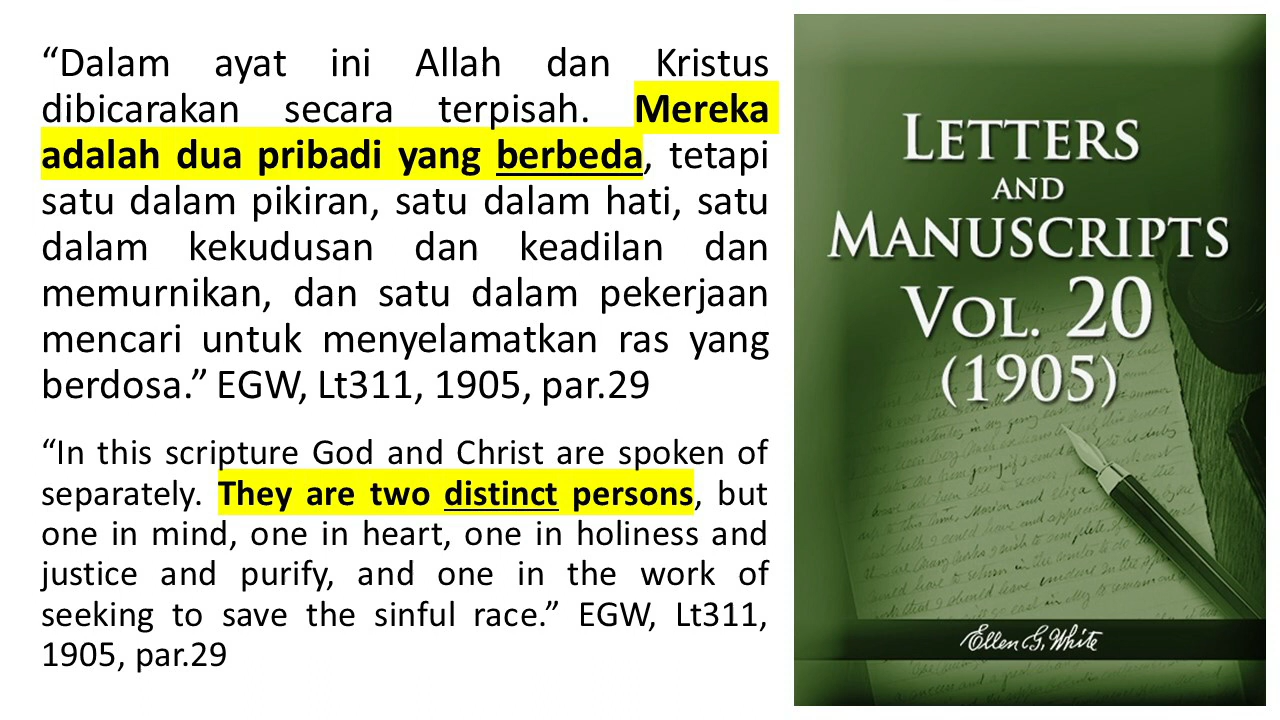 “Dalam ayat ini Allah dan Kristus
dibicarakan secara terpisah. Mereka
adalah dua pribadi yang berbeda, tetapi
satu dalam pikiran, satu dalam hati, satu
dalam kekudusan dan keadilan dan
memurnikan, dan satu dalam pekerjaan
mencari untuk menyelamatkan ras yang
berdosa.” EGW, Lt311, 1905, par.29
“In this scripture God and Christ are spoken of
separately. They are two distinct persons, but
one in mind, one in heart, one in holiness and
justice and purify, and one in the work of
seeking to save the sinful race.” EGW, Lt311,
1905, par.29
LETTERS
AND
MANUSCRIPTS
VOL. 20
(1905)
Ellen G. White